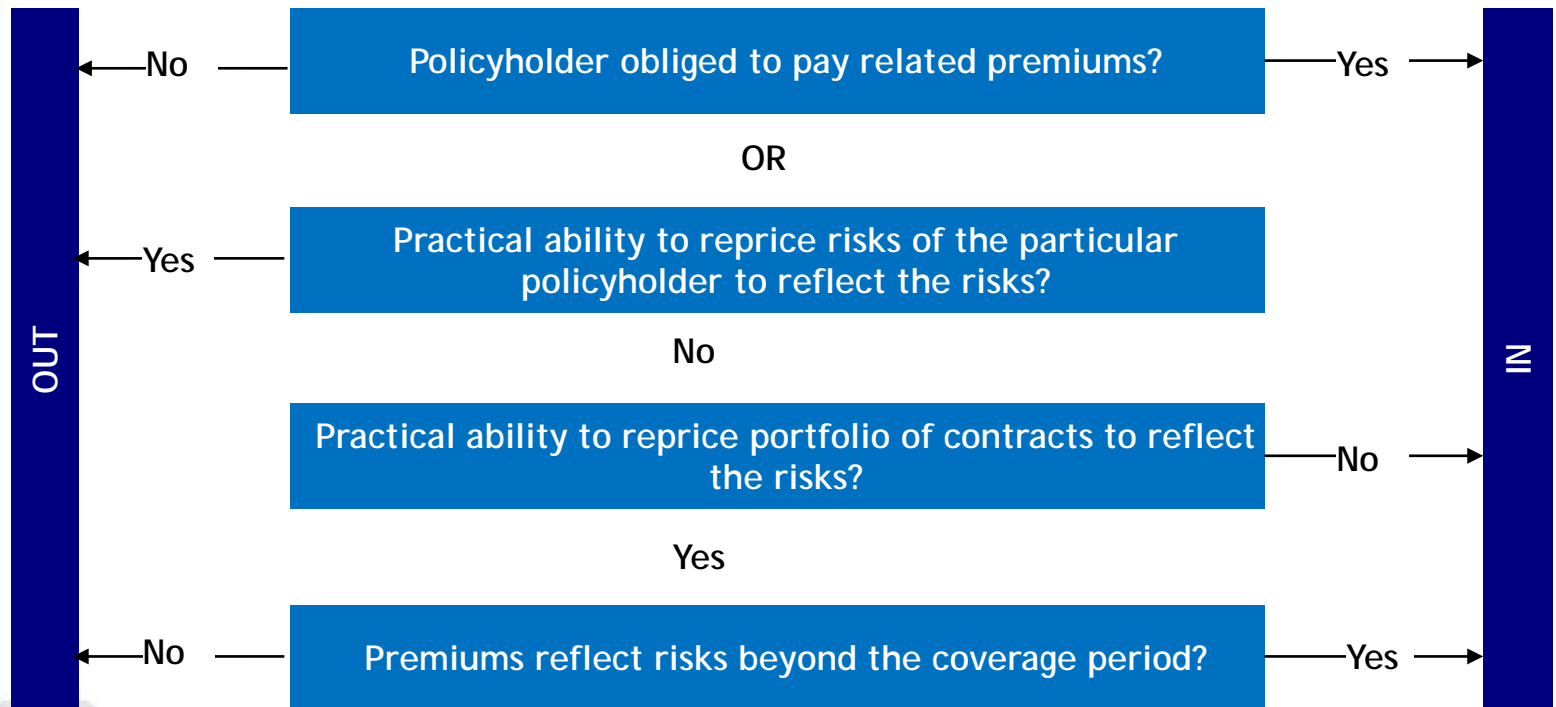 No
Policyholder obliged to pay related premiums?
Yes
OR
Yes
Practical ability to reprice risks of the particular
policyholder to reflect the risks?
OUT
No
IN
Practical ability to reprice portfolio of contracts to reflect
the risks?
No
Yes
No
Premiums reflect risks beyond the coverage period?
Yes